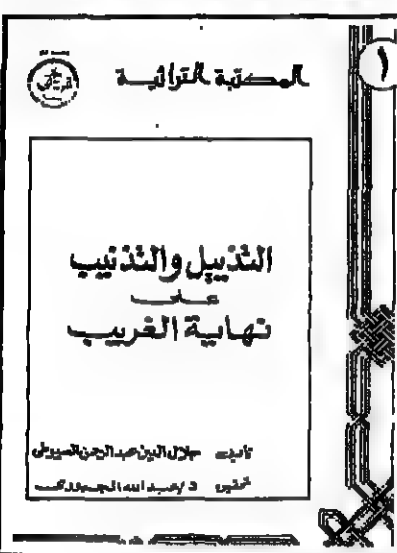 ١
المكتبة التراثية
التذييل والتذنيب
على
نهاية الغريب
تأليف جلال الدين عبد الرحمن السيوطي
تحقيق د/عبد الله الجبوري